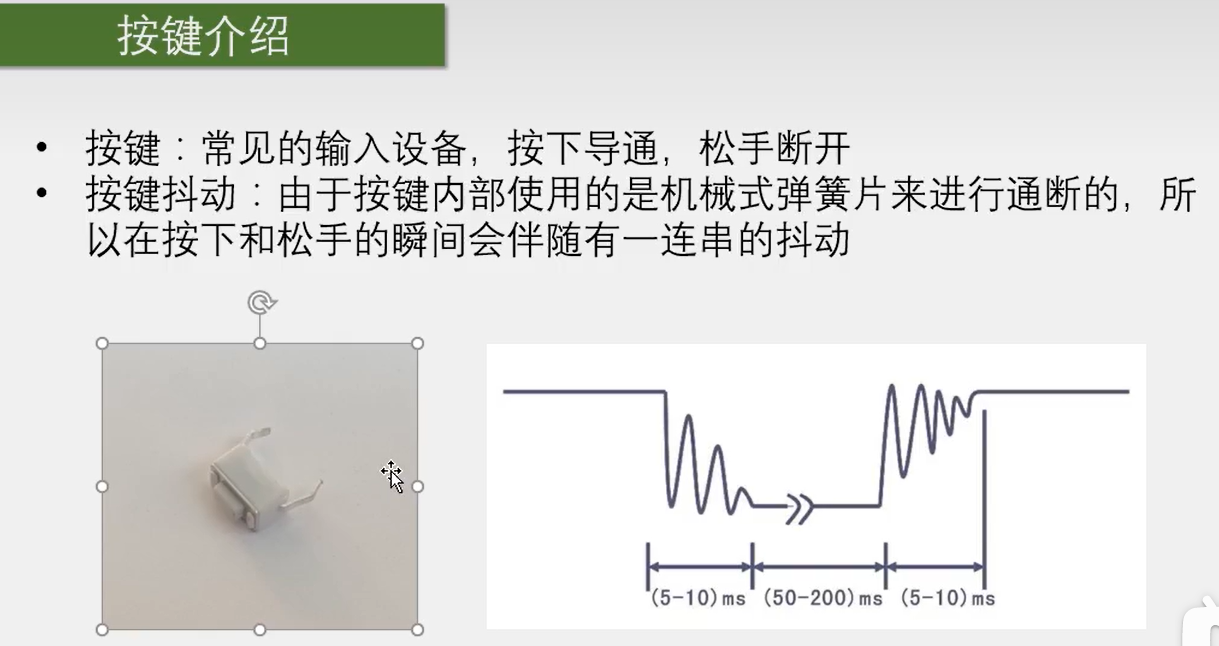 按键介绍
• 按键：常见的输入设备，按下导通，松手断开
• 按键抖动：由于按键内部使用的是机械式弹簧片来进行通断的，所
以在按下和松手的瞬间会伴随有一连串的抖动
(5-10)ms (50-200)ms (5-10)ms